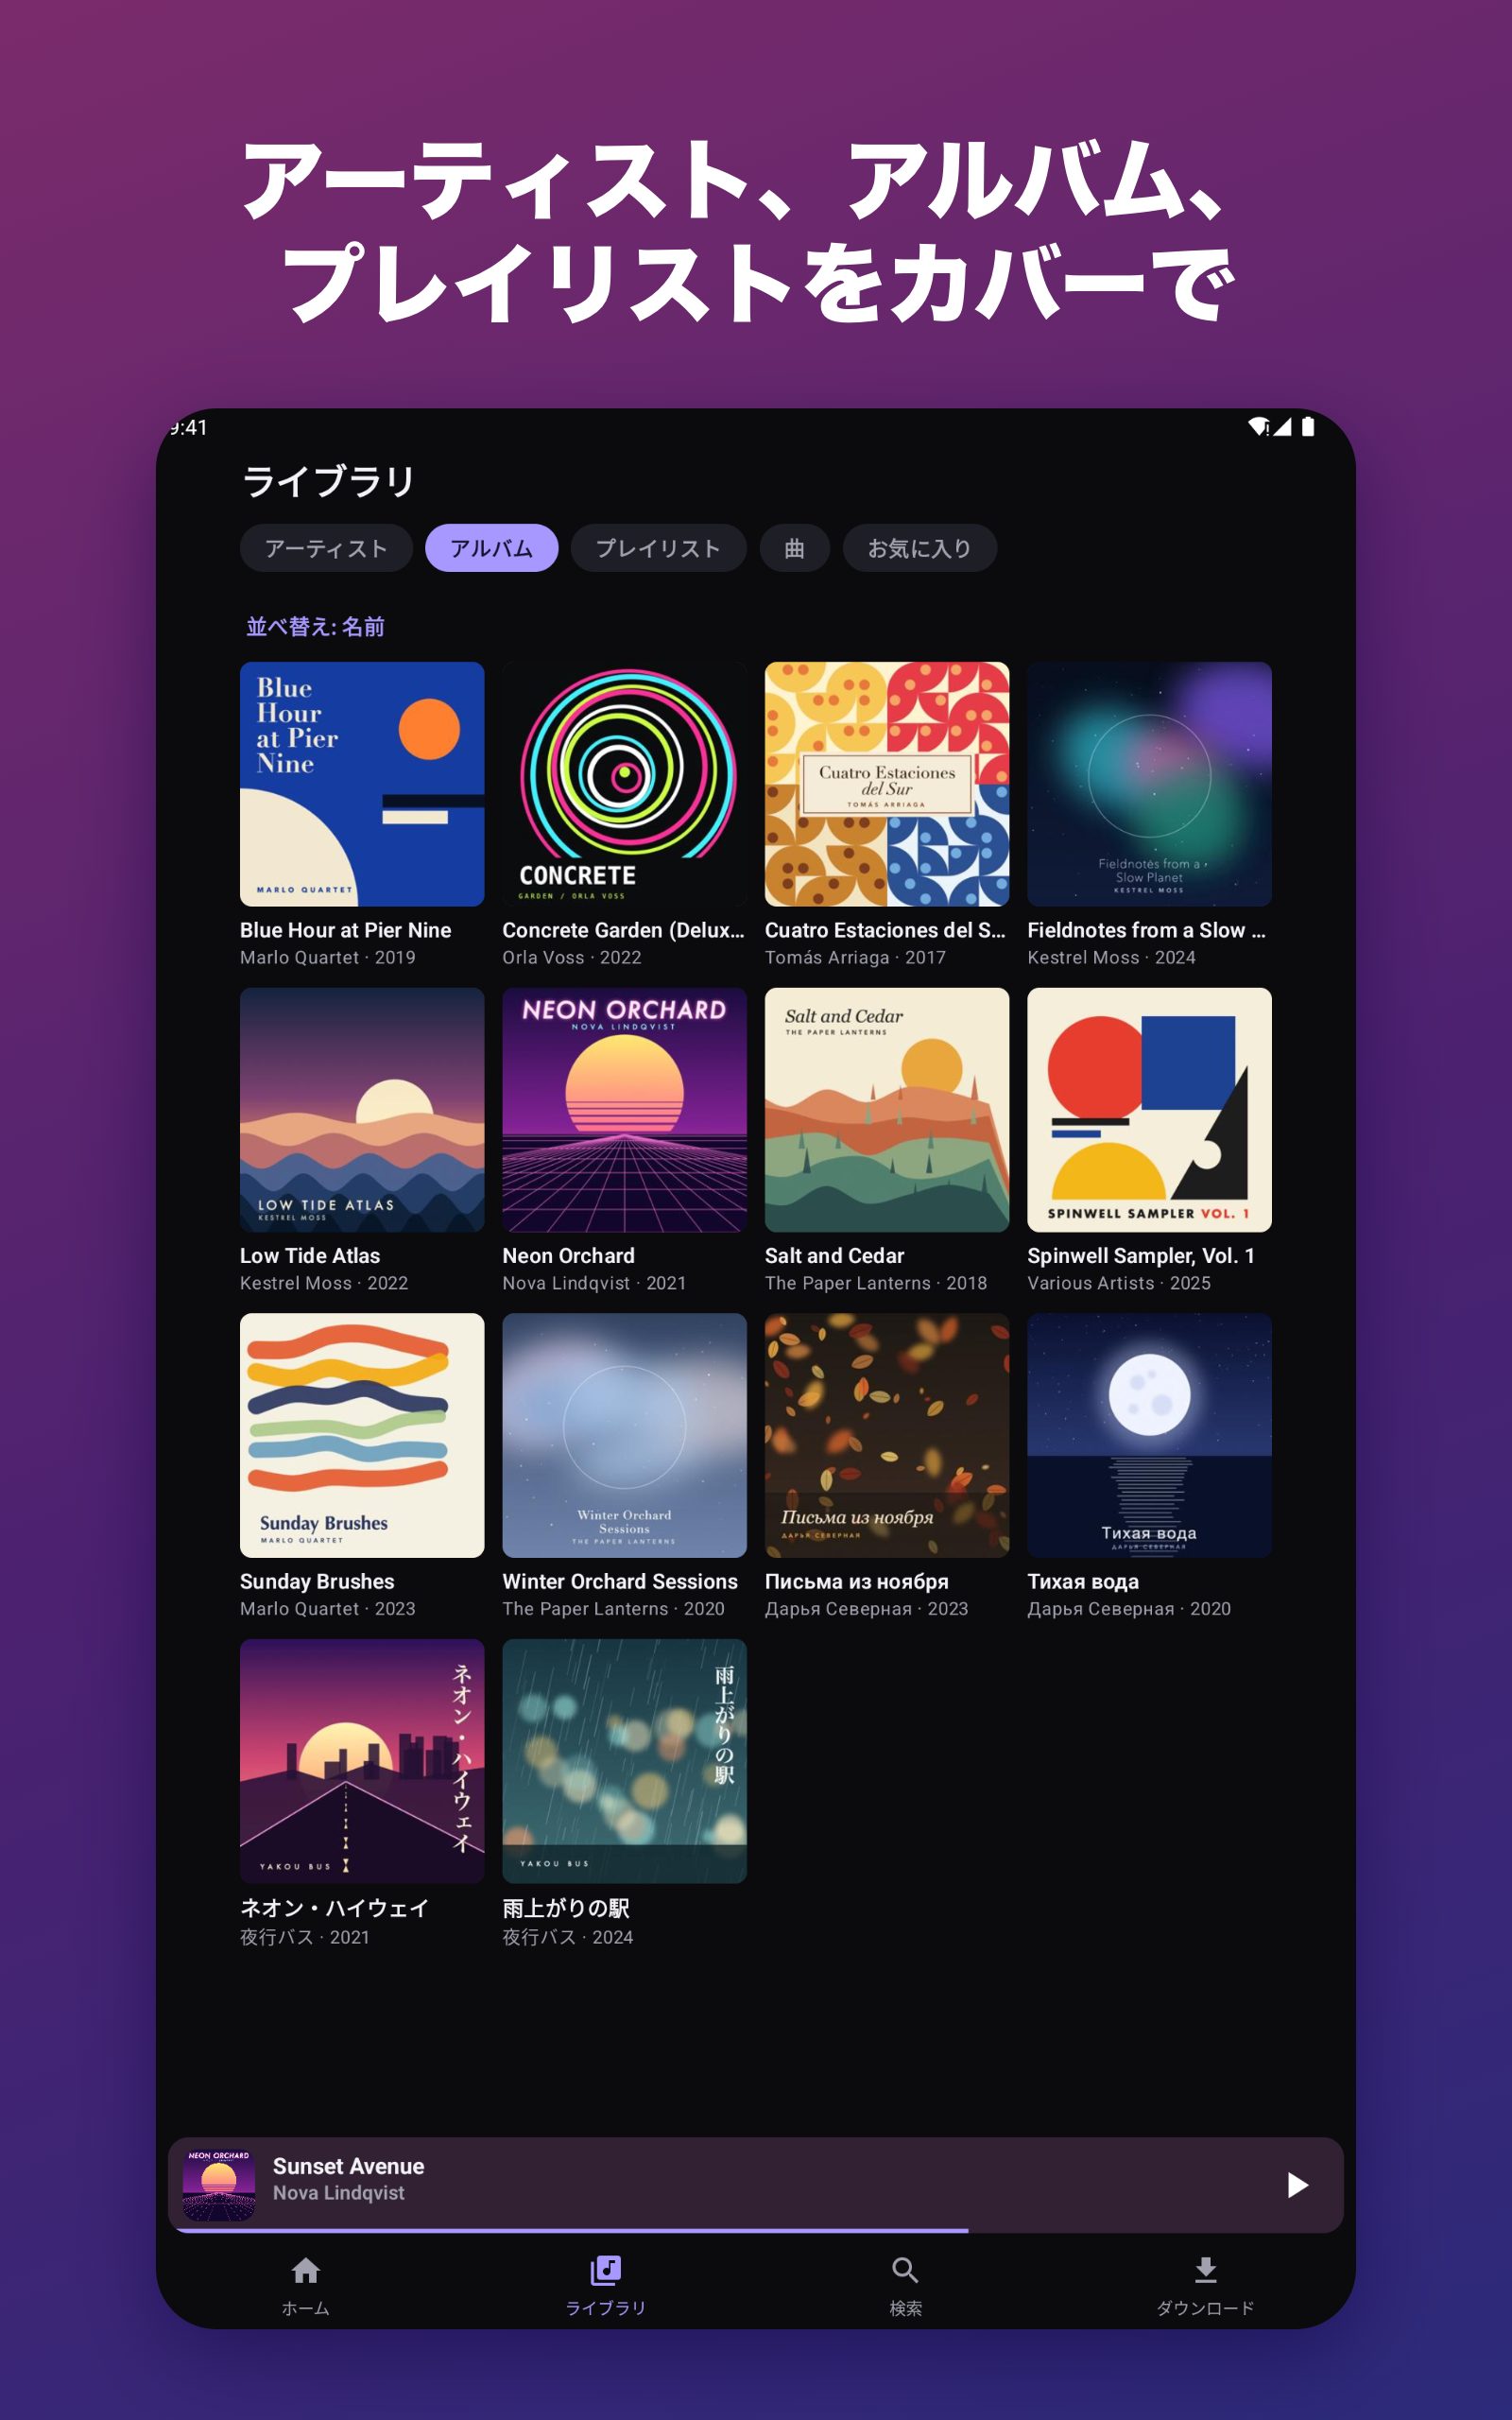 アーティスト、アルバム、
プレイリストをカバーで
9:41
ライブラリ
アーティスト
アルバム
プレイリスト
曲
お気に入り
並べ替え: 名前
Blue
Hour
at Pier
Nine
MARLO QUARTET
CONCRETE
GARDEN / ORLA VOSS
Cuatro Estaciones
del Sur
TOMÁS ARRIAGA
Fieldnotes from a
Slow Planet
KESTREL MOSS
Blue Hour at Pier Nine
Marlo Quartet · 2019
Concrete Garden (Delux...
Orla Voss · 2022
Cuatro Estaciones del S...
Tomás Arriaga · 2017
Fieldnotes from a Slow ...
Kestrel Moss · 2024
LOW TIDE ATLAS
KESTREL MOSS
NEON ORCHARD
NOVA LINDQVIST
Salt and Cedar
THE PAPER LANTERNS
SPINWELL SAMPLER VOL. 1
Low Tide Atlas
Kestrel Moss · 2022
Neon Orchard
Nova Lindqvist · 2021
Salt and Cedar
The Paper Lanterns · 2018
Spinwell Sampler, Vol. 1
Various Artists · 2025
Sunday Brushes
MARLO QUARTET
Winter Orchard
Sessions
THE PAPER LANTERNS
Письма из ноября
ДАРЬЯ СЕВЕРНАЯ
Тихая вода
ДАРЬЯ СЕВЕРНАЯ
Sunday Brushes
Marlo Quartet · 2023
Winter Orchard Sessions
The Paper Lanterns · 2020
Письма из ноября
Дарья Северная · 2023
Тихая вода
Дарья Северная · 2020
ネオン・ハイウェイ
YAKOU BUS
雨上がりの駅
YAKOU BUS
ネオン・ハイウェイ
夜行バス · 2021
雨上がりの駅
夜行バス · 2024
NEON ORCHARD
Sunset Avenue
Nova Lindqvist
ホーム
ライブラリ
検索
ダウンロード